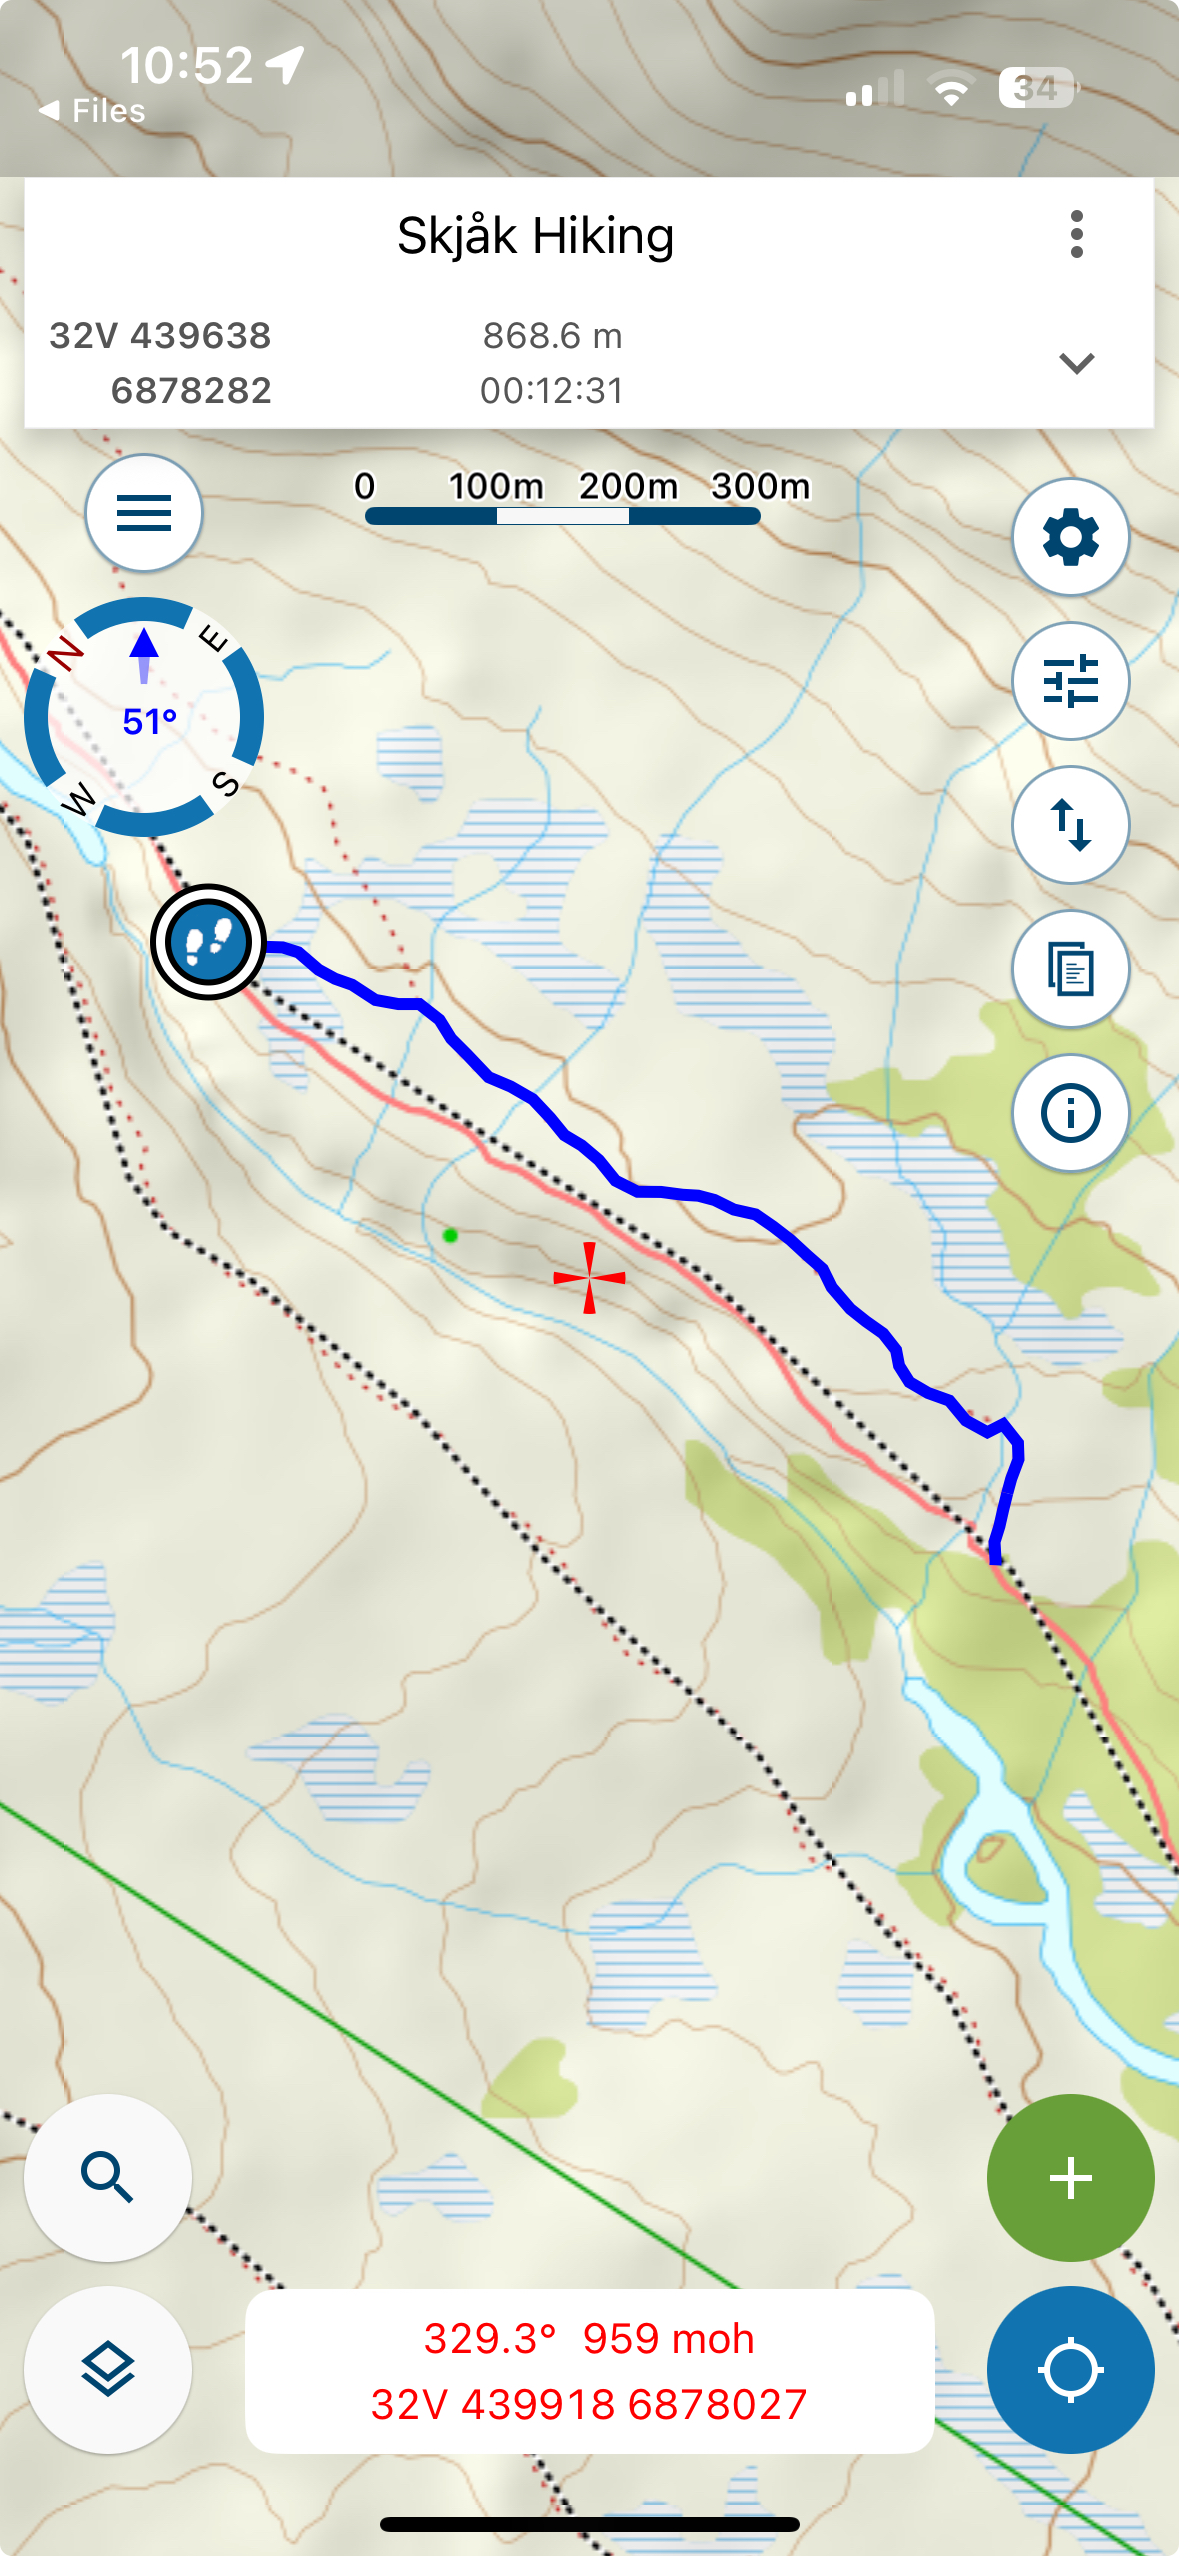 10:52
34
◀ Files
Skjåk Hiking
32V 439638
6878282
868.6 m
00:12:31
0 100m 200m 300m
N
E
51°
W
S
329.3° 959 moh
32V 439918 6878027